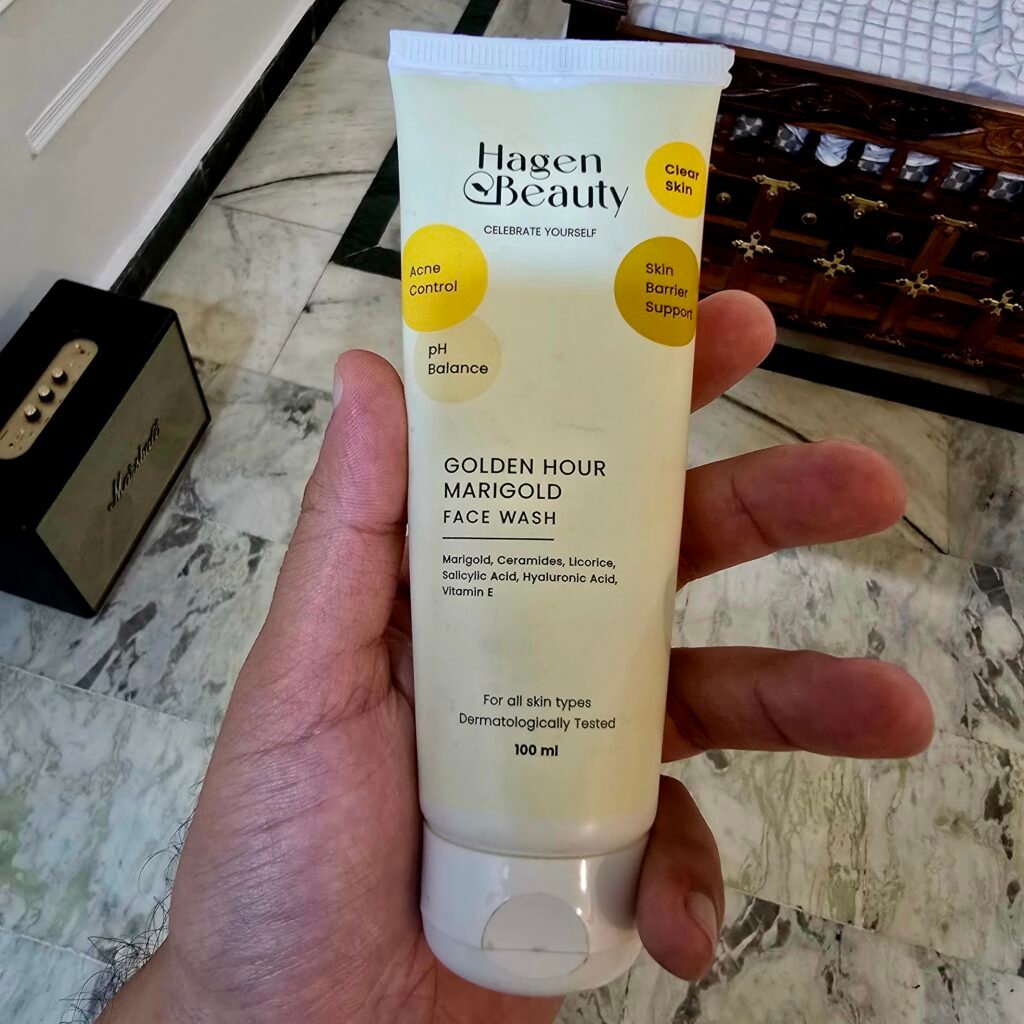 Hagen
Beauty
CELEBRATE YOURSELF
Clear
Skin
Acne
Control
Skin
Barrier
Support
pH
Balance
GOLDEN HOUR
MARIGOLD
FACE WASH
Marigold, Ceramides, Licorice,
Salicylic Acid, Hyaluronic Acid,
Vitamin E
For all skin types
Dermatologically Tested
100 ml
Marshall